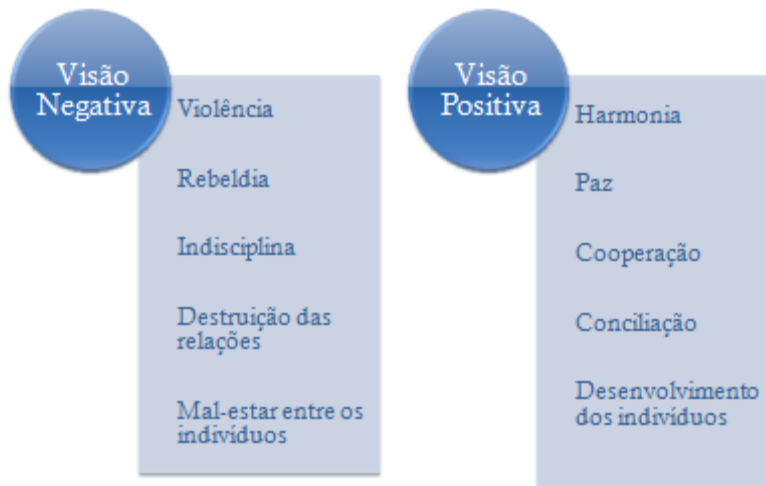 Visão
Negativa
Violência
Rebeldia
Indisciplina
Destruição das
relações
Mal-estar entre os
indivíduos
Visão
Positiva
Harmonia
Paz
Cooperação
Conciliação
Desenvolvimento
dos indivíduos